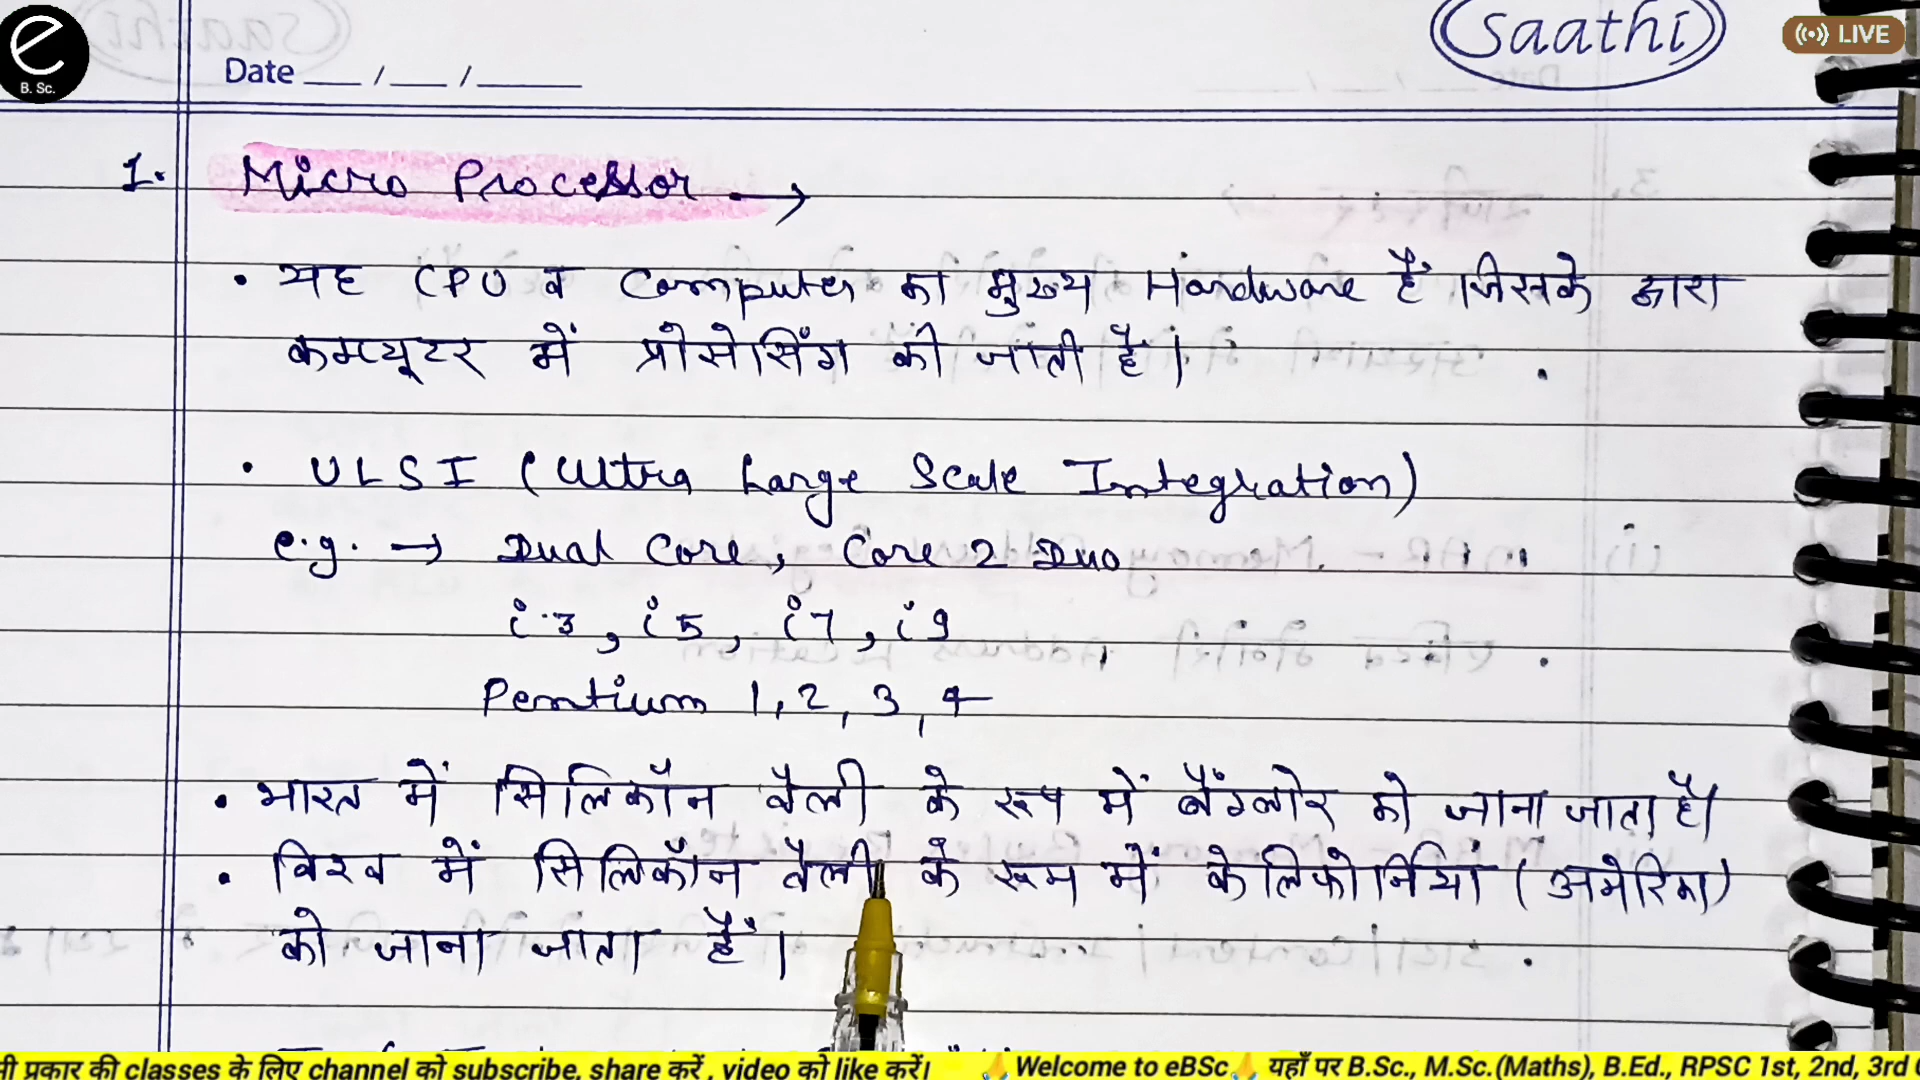 e
B. Sc.
Date __ / __ / ____
Saathi
LIVE
1. Micro Processor →
• यह CPU व Computer का मुख्य Hardware है जिसके द्वारा
कम्प्यूटर में प्रोसेसिंग की जाती है।
• ULSI (Ultra Large Scale Integration)
e.g. → Dual Core, Core 2 Duo
i3, i5, i7, i9
Pentium 1, 2, 3, 4
• भारत में सिलिकॉन वैली के रूप में बैंग्लोर को जाना जाता है।
• विश्व में सिलिकॉन वैली के रूप में केलिफोर्नियां (अमेरिका)
को जाना जाता हैं।
प्रकार की classes के लिए channel को subscribe, share करें , video को like करें। 🙏 Welcome to eBSc 🙏 यहाँ पर B.Sc., M.Sc.(Maths), B.Ed., RPSC 1st, 2nd, 3rd